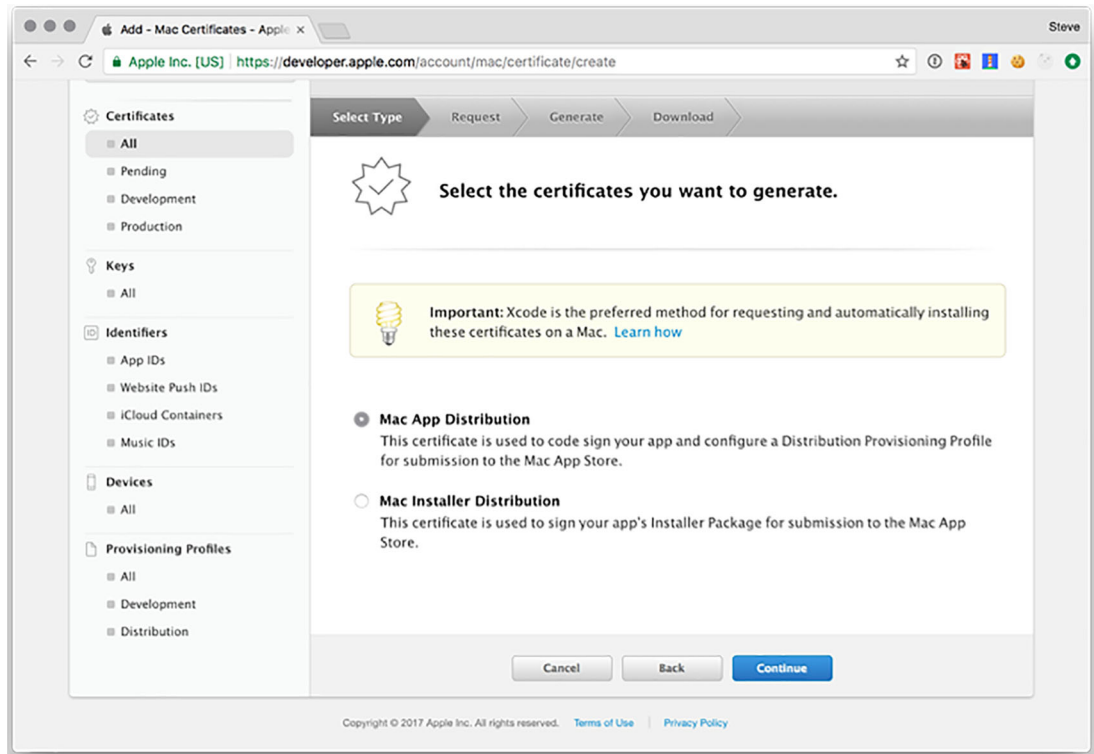 Add - Mac Certificates - Apple
Steve
Apple Inc. [US]
https://developer.apple.com/account/mac/certificate/create
Certificates
All
Pending
Development
Production
Keys
All
ID
Identifiers
App IDs
Website Push IDs
iCloud Containers
Music IDs
Devices
All
Provisioning Profiles
All
Development
Distribution
Select Type
Request
Generate
Download
Select the certificates you want to generate.
Important: Xcode is the preferred method for requesting and automatically installing
these certificates on a Mac. Learn how
Mac App Distribution
This certificate is used to code sign your app and configure a Distribution Provisioning Profile
for submission to the Mac App Store.
Mac Installer Distribution
This certificate is used to sign your app's Installer Package for submission to the Mac App
Store.
Cancel
Back
Continue
Copyright © 2017 Apple Inc. All rights reserved.
Terms of Use
Privacy Policy